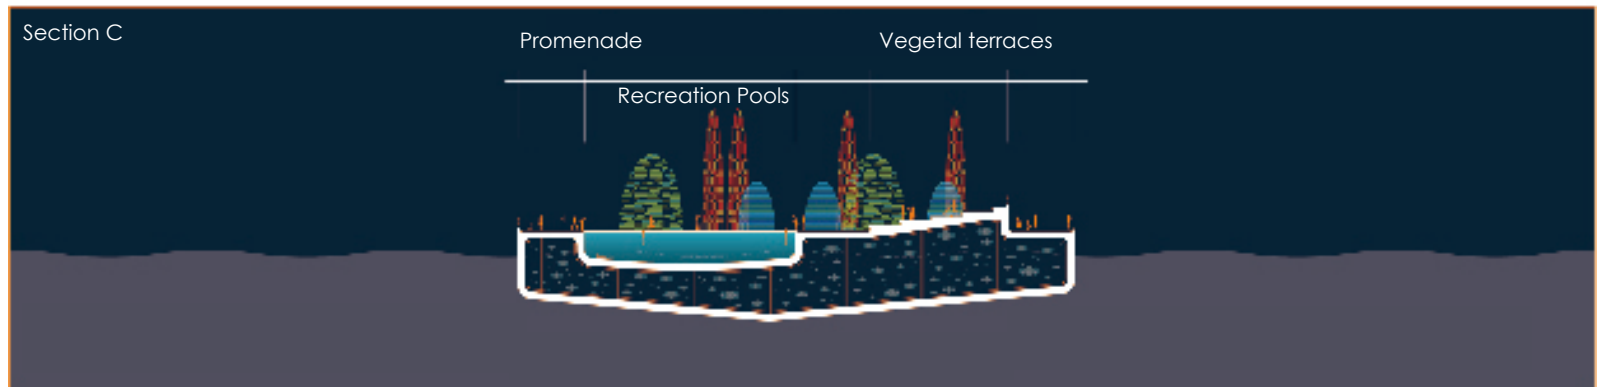 Section C
Promenade
Vegetal terraces
Recreation Pools